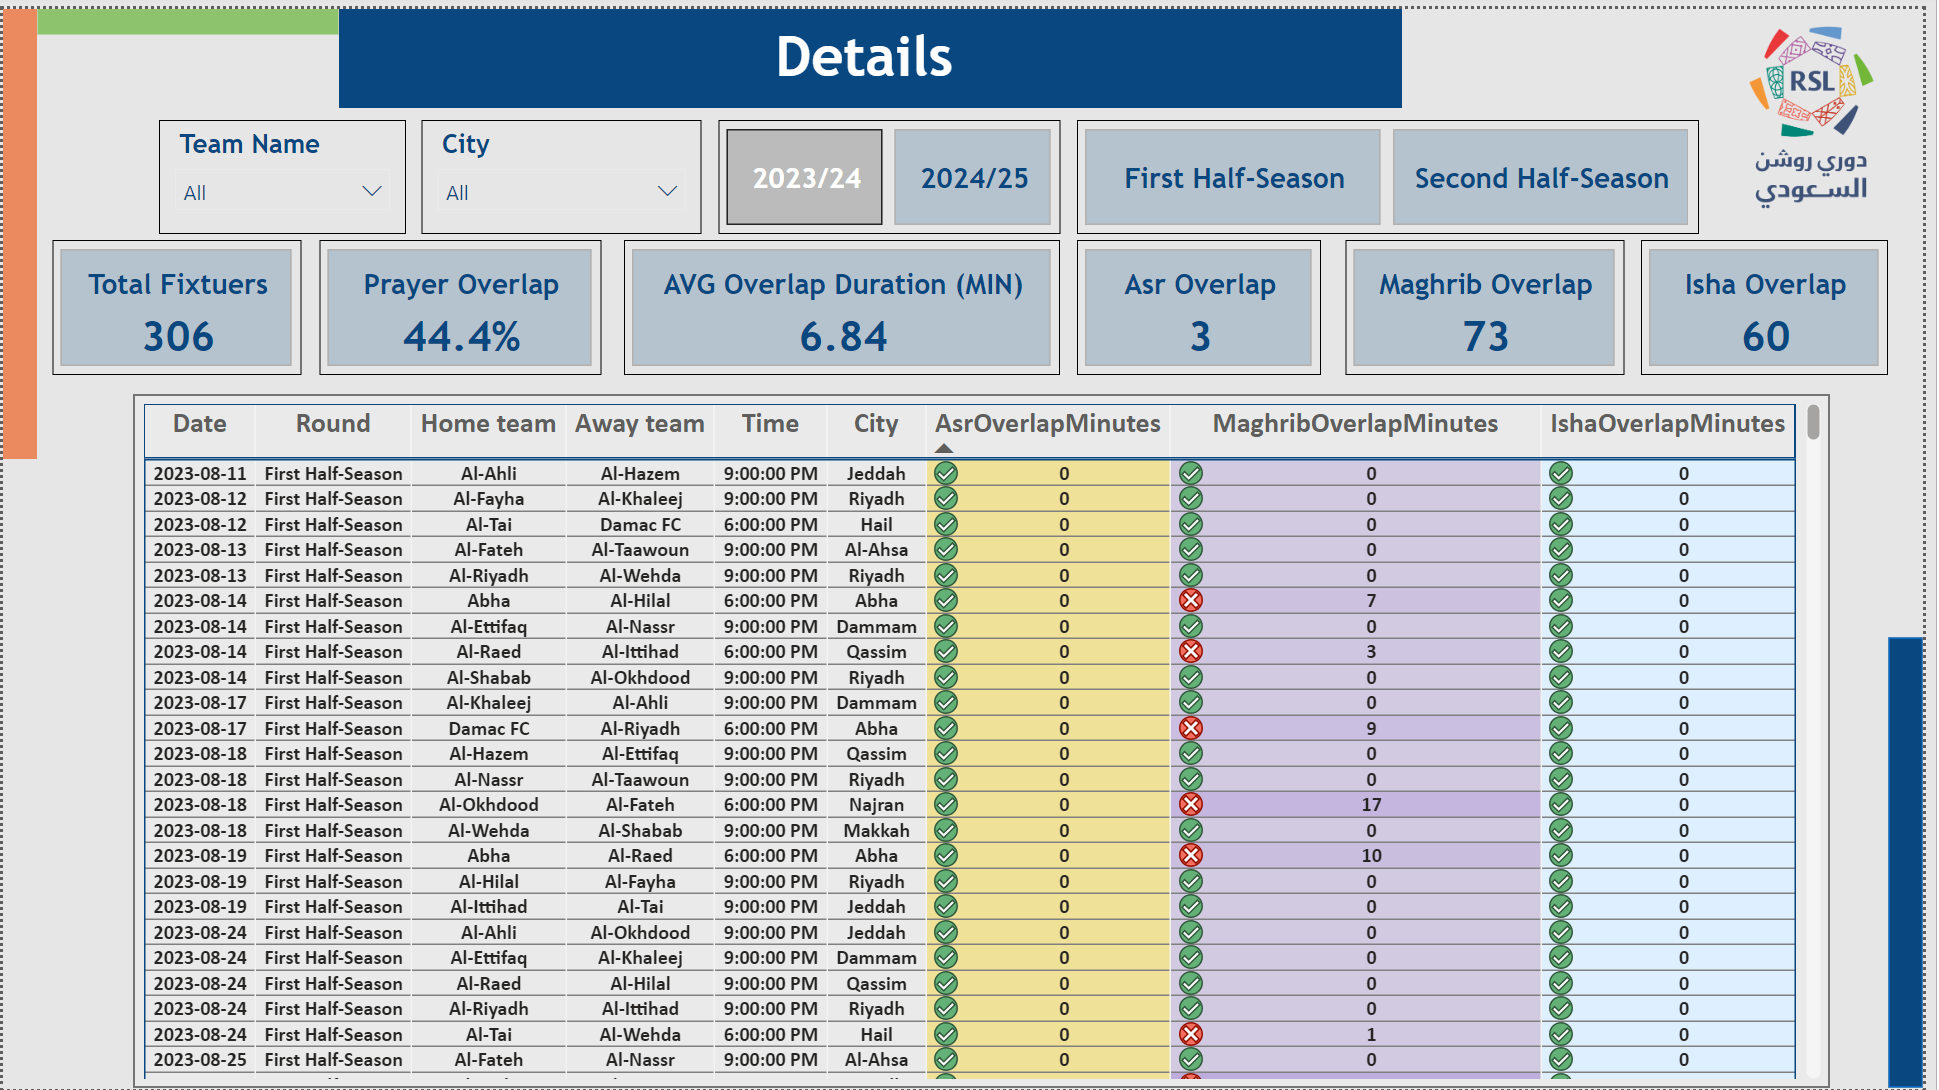 Details
RSL
دوري روشن
السعودي
Team Name
All
City
All
2023/24
2024/25
First Half-Season
Second Half-Season
Total Fixtuers
306
Prayer Overlap
44.4%
AVG Overlap Duration (MIN)
6.84
Asr Overlap
3
Maghrib Overlap
73
Isha Overlap
60
Date Round Home team Away team Time City AsrOverlapMinutes MaghribOverlapMinutes IshaOverlapMinutes
2023-08-11 First Half-Season Al-Ahli Al-Hazem 9:00:00 PM Jeddah 0 0 0
2023-08-12 First Half-Season Al-Fayha Al-Khaleej 9:00:00 PM Riyadh 0 0 0
2023-08-12 First Half-Season Al-Tai Damac FC 6:00:00 PM Hail 0 0 0
2023-08-13 First Half-Season Al-Fateh Al-Taawoun 9:00:00 PM Al-Ahsa 0 0 0
2023-08-13 First Half-Season Al-Riyadh Al-Wehda 9:00:00 PM Riyadh 0 0 0
2023-08-14 First Half-Season Abha Al-Hilal 6:00:00 PM Abha 0 7 0
2023-08-14 First Half-Season Al-Ettifaq Al-Nassr 9:00:00 PM Dammam 0 0 0
2023-08-14 First Half-Season Al-Raed Al-Ittihad 6:00:00 PM Qassim 0 3 0
2023-08-14 First Half-Season Al-Shabab Al-Okhdood 9:00:00 PM Riyadh 0 0 0
2023-08-17 First Half-Season Al-Khaleej Al-Ahli 9:00:00 PM Dammam 0 0 0
2023-08-17 First Half-Season Damac FC Al-Riyadh 6:00:00 PM Abha 0 9 0
2023-08-18 First Half-Season Al-Hazem Al-Ettifaq 9:00:00 PM Qassim 0 0 0
2023-08-18 First Half-Season Al-Nassr Al-Taawoun 9:00:00 PM Riyadh 0 0 0
2023-08-18 First Half-Season Al-Okhdood Al-Fateh 6:00:00 PM Najran 0 17 0
2023-08-18 First Half-Season Al-Wehda Al-Shabab 9:00:00 PM Makkah 0 0 0
2023-08-19 First Half-Season Abha Al-Raed 6:00:00 PM Abha 0 10 0
2023-08-19 First Half-Season Al-Hilal Al-Fayha 9:00:00 PM Riyadh 0 0 0
2023-08-19 First Half-Season Al-Ittihad Al-Tai 9:00:00 PM Jeddah 0 0 0
2023-08-24 First Half-Season Al-Ahli Al-Okhdood 9:00:00 PM Jeddah 0 0 0
2023-08-24 First Half-Season Al-Ettifaq Al-Khaleej 9:00:00 PM Dammam 0 0 0
2023-08-24 First Half-Season Al-Raed Al-Hilal 9:00:00 PM Qassim 0 0 0
2023-08-24 First Half-Season Al-Riyadh Al-Ittihad 9:00:00 PM Riyadh 0 0 0
2023-08-24 First Half-Season Al-Tai Al-Wehda 6:00:00 PM Hail 0 1 0
2023-08-25 First Half-Season Al-Fateh Al-Nassr 9:00:00 PM Al-Ahsa 0 0 0